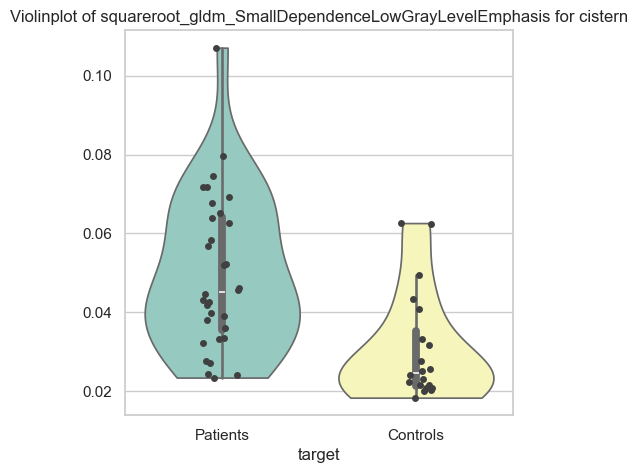 Violinplot of squareroot_gldm_SmallDependenceLowGrayLevelEmphasis for cistern
0.10
0.08
0.06
0.04
0.02
Patients Controls
target